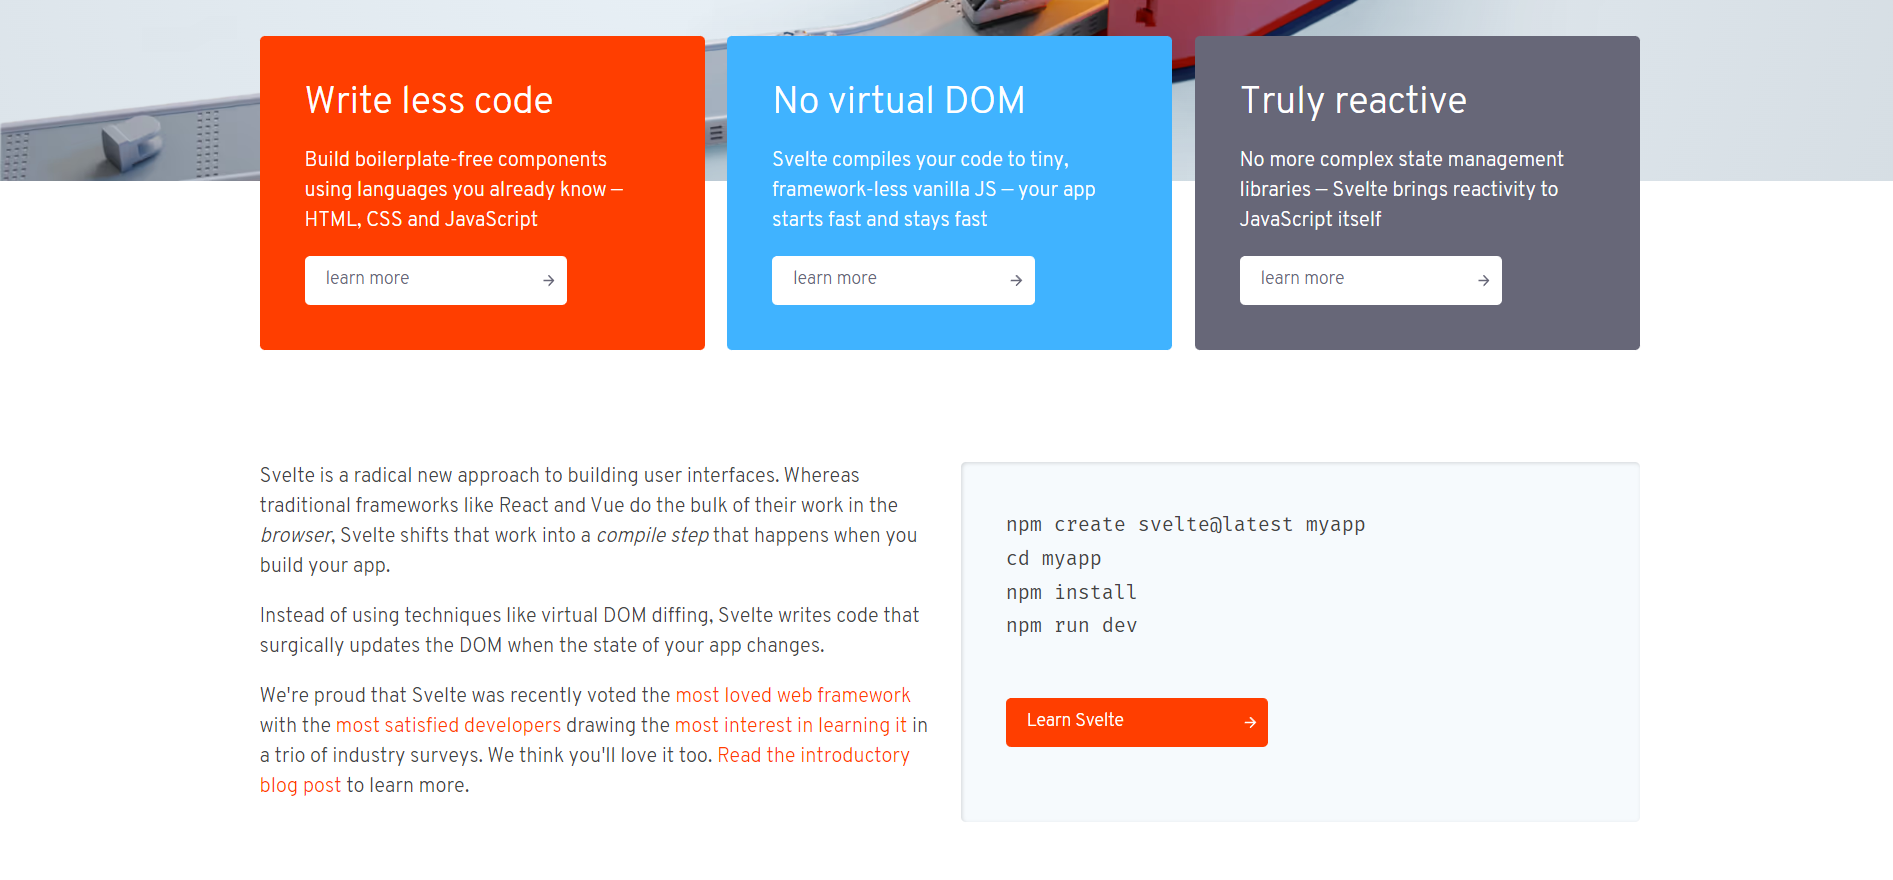 Write less code
Build boilerplate-free components
using languages you already know —
HTML, CSS and JavaScript
learn more
No virtual DOM
Svelte compiles your code to tiny,
framework-less vanilla JS — your app
starts fast and stays fast
learn more
Truly reactive
No more complex state management
libraries — Svelte brings reactivity to
JavaScript itself
learn more
Svelte is a radical new approach to building user interfaces. Whereas
traditional frameworks like React and Vue do the bulk of their work in the
browser, Svelte shifts that work into a compile step that happens when you
build your app.
Instead of using techniques like virtual DOM diffing, Svelte writes code that
surgically updates the DOM when the state of your app changes.
We're proud that Svelte was recently voted the most loved web framework
with the most satisfied developers drawing the most interest in learning it in
a trio of industry surveys. We think you'll love it too. Read the introductory
blog post to learn more.
npm create svelte@latest myapp
cd myapp
npm install
npm run dev
Learn Svelte